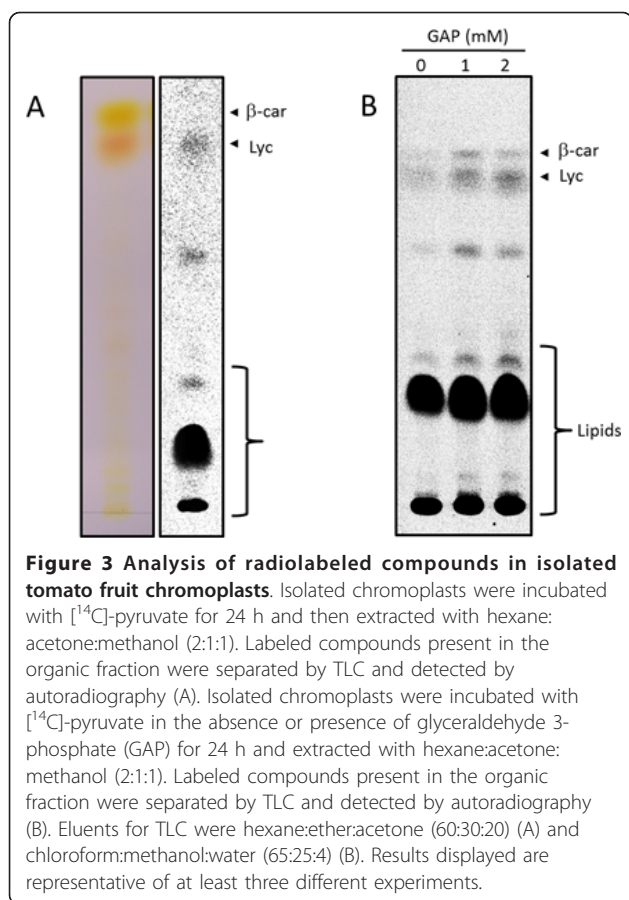 GAP (mM)
0 1 2
A
B
β-car
Lyc
β-car
Lyc
Lipids
Figure 3 Analysis of radiolabeled compounds in isolated
tomato fruit chromoplasts. Isolated chromoplasts were incubated
with [¹⁴C]-pyruvate for 24 h and then extracted with hexane:
acetone:methanol (2:1:1). Labeled compounds present in the
organic fraction were separated by TLC and detected by
autoradiography (A). Isolated chromoplasts were incubated with
[¹⁴C]-pyruvate in the absence or presence of glyceraldehyde 3-
phosphate (GAP) for 24 h and extracted with hexane:acetone:
methanol (2:1:1). Labeled compounds present in the organic
fraction were separated by TLC and detected by autoradiography
(B). Eluents for TLC were hexane:ether:acetone (60:30:20) (A) and
chloroform:methanol:water (65:25:4) (B). Results displayed are
representative of at least three different experiments.